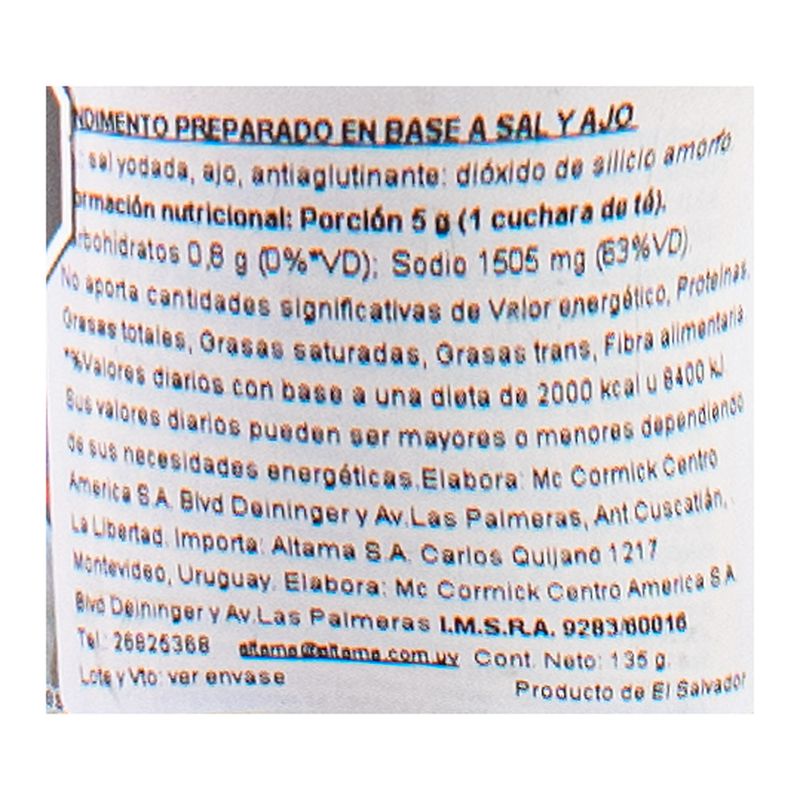 NDIMENTO PREPARADO EN BASE A SAL Y AJO
: sal yodada, ajo, antiaglutinante: dióxido de silicio amorfo
ormación nutricional: Porción 5 g (1 cuchara de té).
rbohidratos 0,8 g (0%*VD); Sodio 1505 mg (63%VD)
No aporta cantidades significativas de Valor energético, Proteínas,
Grasas totales, Grasas saturadas, Grasas trans, Fibra alimentaria.
*%Valores diarios con base a una dieta de 2000 kcal u 8400 kJ
Sus valores diarios pueden ser mayores o menores dependiendo
de sus necesidades energéticas.Elabora: Mc Cormick Centro
America S.A. Blvd Deininger y Av.Las Palmeras, Ant.Cuscatlán,
La Libertad. Importa: Altama S.A. Carlos Quijano 1217
Montevideo, Uruguay. Elabora: Mc Cormick Centro America S.A
Blvd Deininger y Av.Las Palmeras I.M.S.R.A.
Tel.: altama@altama.com.uy Cont. Neto: 135 g.
Lote y Vto: ver envase
Producto de El Salvador